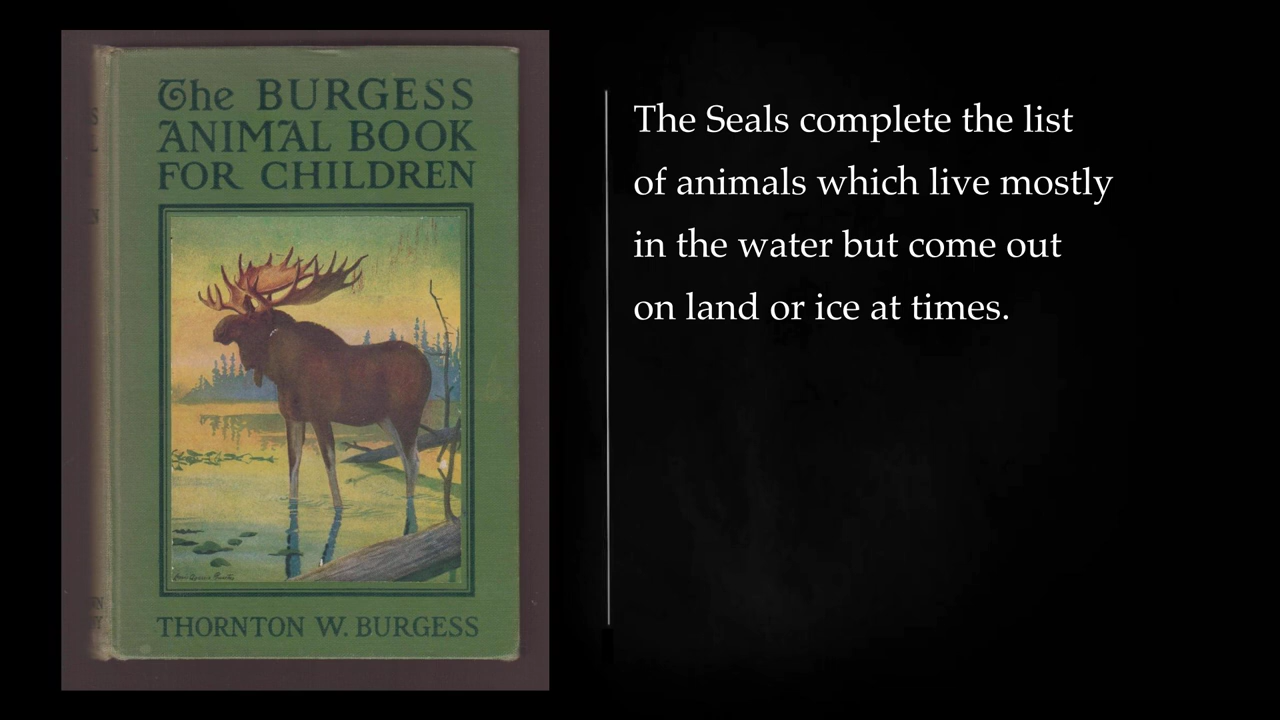 The BURGESS
ANIMAL BOOK
FOR CHILDREN
THORNTON W. BURGESS
The Seals complete the list
of animals which live mostly
in the water but come out
on land or ice at times.